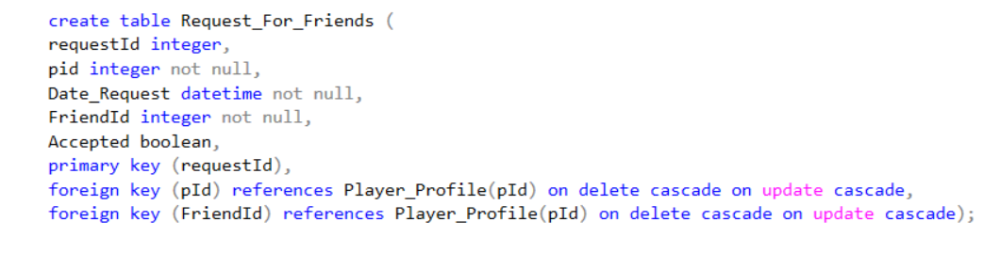 create table Request_For_Friends (
requestId integer,
pid integer not null,
Date_Request datetime not null,
FriendId integer not null,
Accepted boolean,
primary key (requestId),
foreign key (pId) references Player_Profile(pId) on delete cascade on update cascade,
foreign key (FriendId) references Player_Profile(pId) on delete cascade on update cascade);